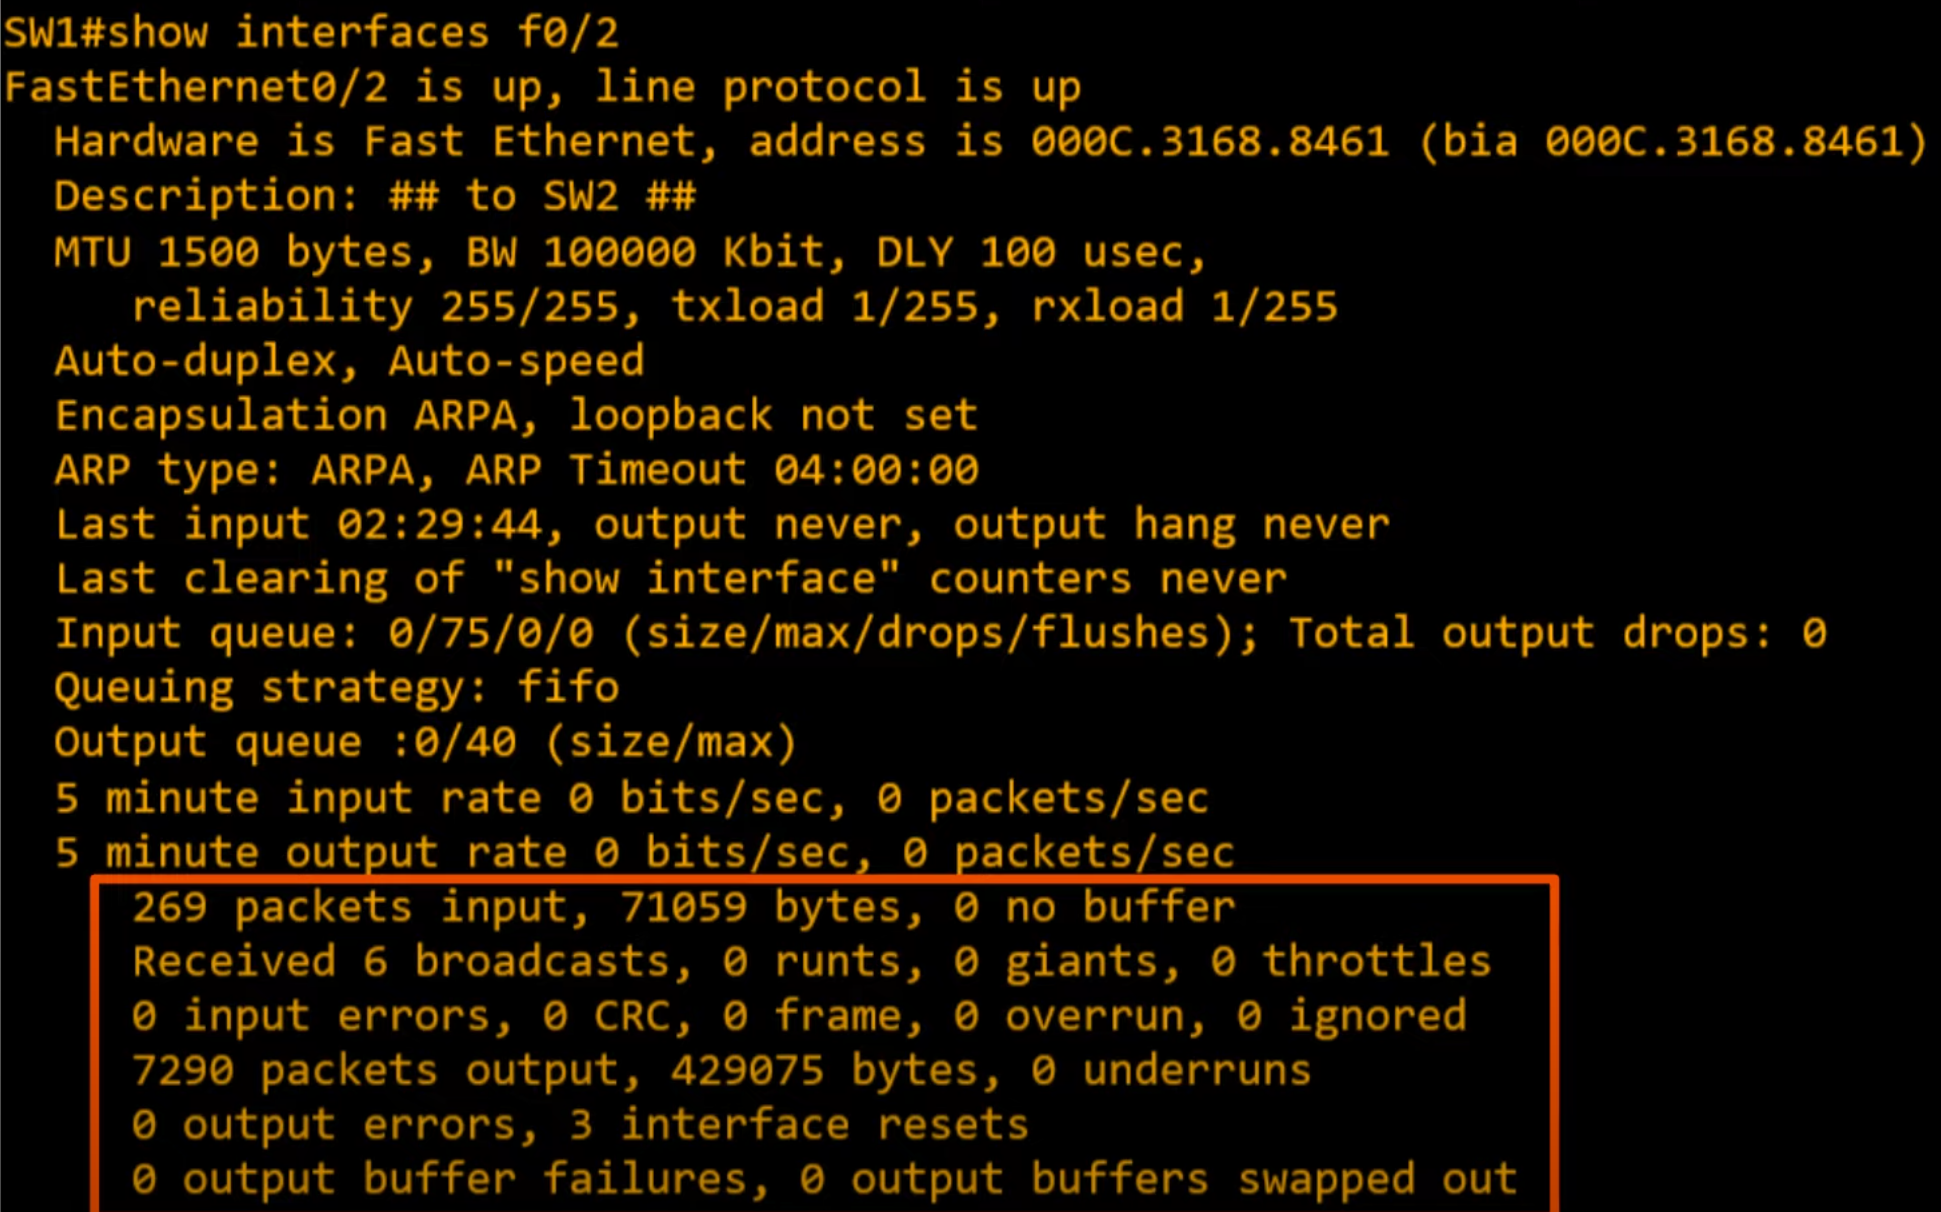 SW1#show interfaces f0/2
FastEthernet0/2 is up, line protocol is up
Hardware is Fast Ethernet, address is 000C.3168.8461 (bia 000C.3168.8461)
Description: ## to SW2 ##
MTU 1500 bytes, BW 100000 Kbit, DLY 100 usec,
reliability 255/255, txload 1/255, rxload 1/255
Auto-duplex, Auto-speed
Encapsulation ARPA, loopback not set
ARP type: ARPA, ARP Timeout 04:00:00
Last input 02:29:44, output never, output hang never
Last clearing of "show interface" counters never
Input queue: 0/75/0/0 (size/max/drops/flushes); Total output drops: 0
Queuing strategy: fifo
Output queue :0/40 (size/max)
5 minute input rate 0 bits/sec, 0 packets/sec
5 minute output rate 0 bits/sec, 0 packets/sec
269 packets input, 71059 bytes, 0 no buffer
Received 6 broadcasts, 0 runts, 0 giants, 0 throttles
0 input errors, 0 CRC, 0 frame, 0 overrun, 0 ignored
7290 packets output, 429075 bytes, 0 underruns
0 output errors, 3 interface resets
0 output buffer failures, 0 output buffers swapped out